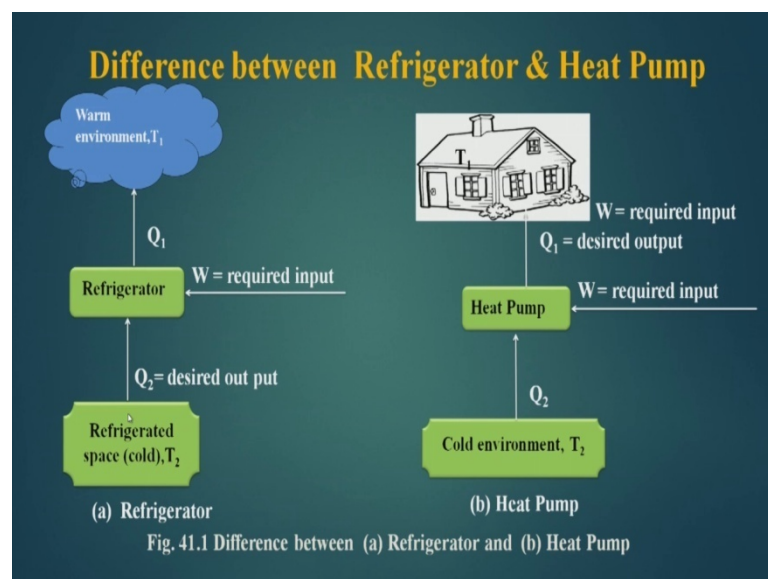 Difference between Refrigerator & Heat Pump
Warm
environment,T₁
Q₁
Refrigerator
W = required input
Q₂= desired out put
Refrigerated
space (cold),T₂
(a) Refrigerator
T₁
W= required input
Q₁ = desired output
Heat Pump
W= required input
Q₂
Cold environment, T₂
(b) Heat Pump
Fig. 41.1 Difference between (a) Refrigerator and (b) Heat Pump